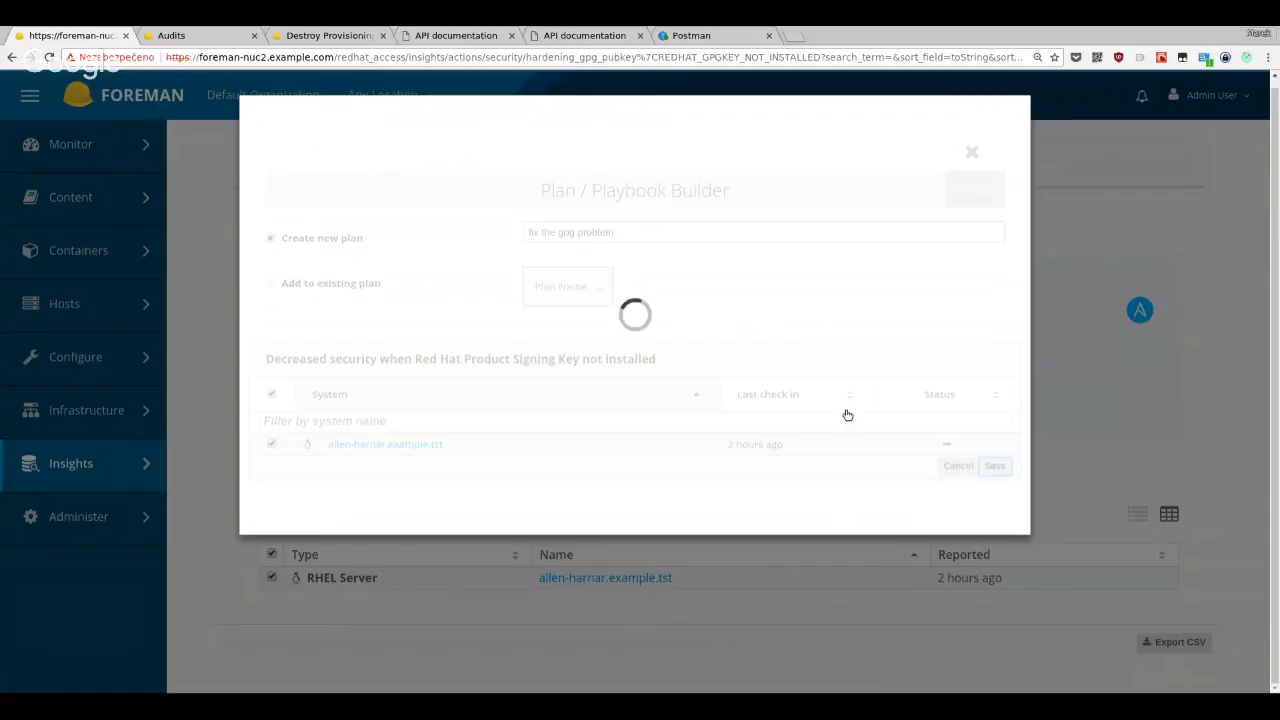 https://foreman-nuc.
Audits
Destroy Provisioning
API documentation
API documentation
Postman
Marek
Nezabezpečeno
https://foreman-nuc2.example.com/redhat_access/insights/actions/security/hardening_gpg_pubkey%7CREDHAT_GPGKEY_NOT_INSTALLED?search_term=&sort_field=toString&sort...
Google
FOREMAN
Default Organization
Any Location
Admin User
Monitor
Content
Containers
Hosts
Configure
Infrastructure
Insights
Administer
Plan / Playbook Builder
Create new plan
fix the gpg problem
Add to existing plan
Plan Name
Decreased security when Red Hat Product Signing Key not installed
System
Last check in
Status
Filter by system name
allen-harnar.example.tst
2 hours ago
Cancel
Save
Type
Name
Reported
RHEL Server
allen-harnar.example.tst
2 hours ago
Export CSV